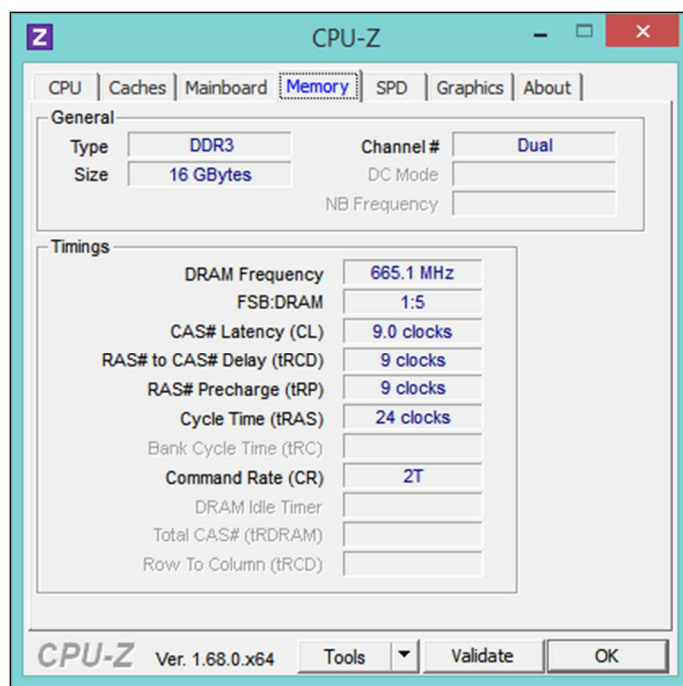 Z CPU-Z
CPU Caches Mainboard Memory SPD Graphics About
General
Type DDR3 Channel # Dual
Size 16 GBytes DC Mode
NB Frequency
Timings
DRAM Frequency 665.1 MHz
FSB:DRAM 1:5
CAS# Latency (CL) 9.0 clocks
RAS# to CAS# Delay (tRCD) 9 clocks
RAS# Precharge (tRP) 9 clocks
Cycle Time (tRAS) 24 clocks
Bank Cycle Time (tRC)
Command Rate (CR) 2T
DRAM Idle Timer
Total CAS# (tRDRAM)
Row To Column (tRCD)
CPU-Z Ver. 1.68.0.x64 Tools Validate OK